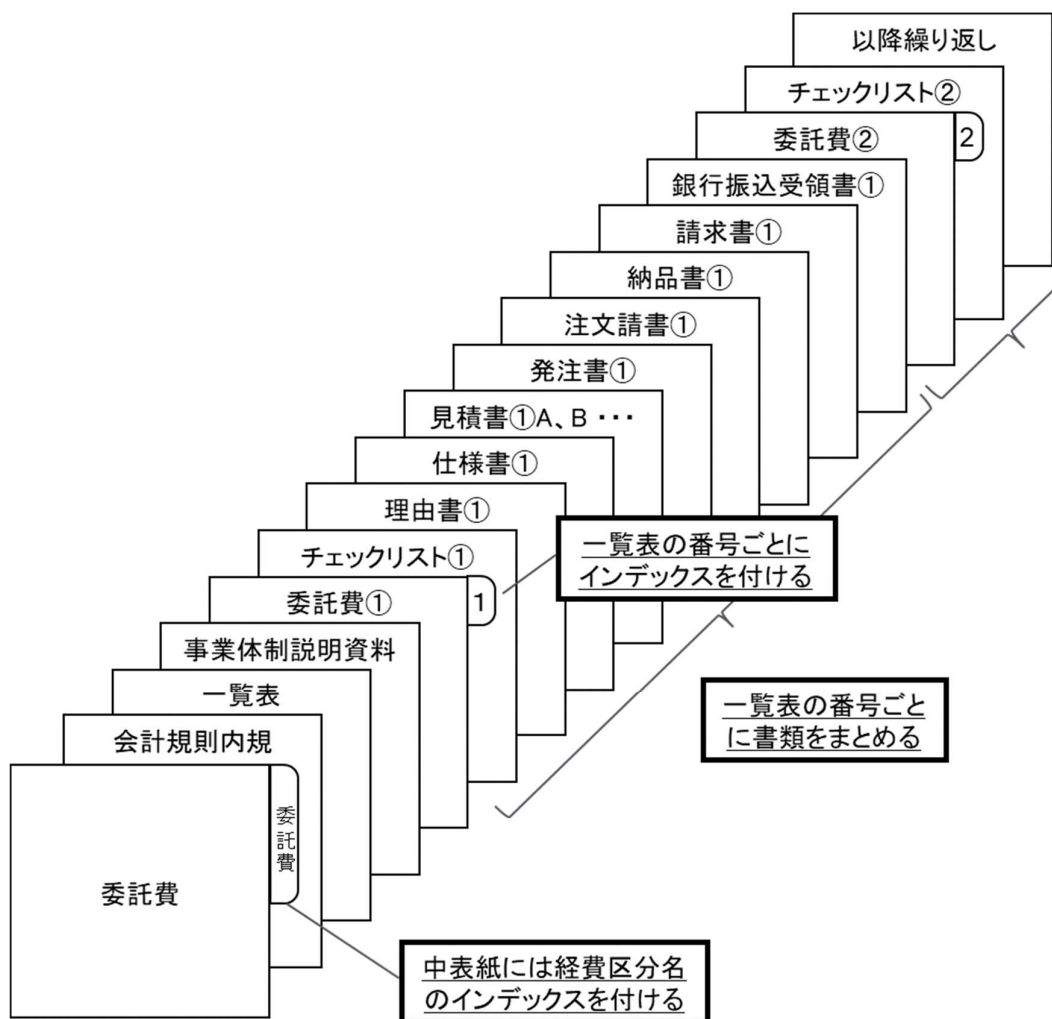 以降繰り返し
チェックリスト②
委託費②
2
銀行振込受領書①
請求書①
納品書①
注文請書①
発注書①
見積書①A、B ･･･
仕様書①
理由書①
チェックリスト①
委託費①
1
事業体制説明資料
一覧表
会計規則内規
委託費
委託費
一覧表の番号ごとに
インデックスを付ける
一覧表の番号ごと
に書類をまとめる
中表紙には経費区分名
のインデックスを付ける